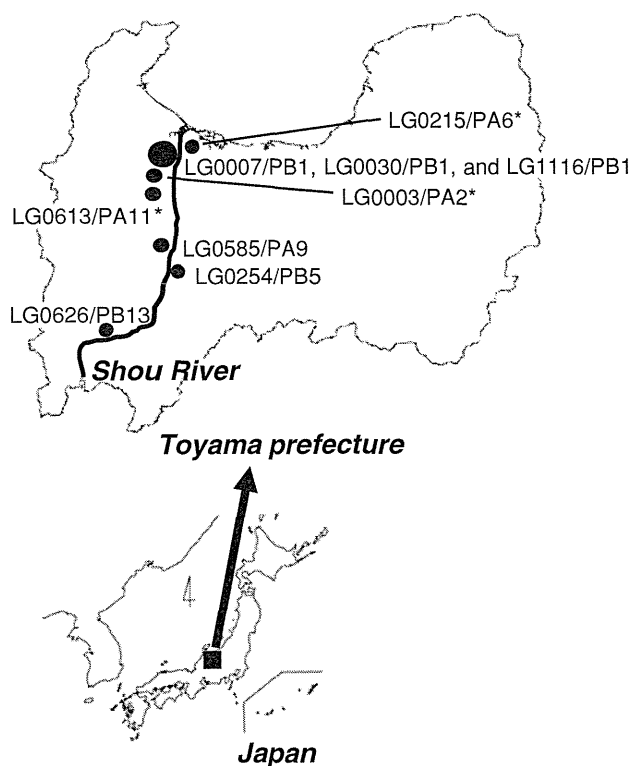 LG0215/PA6*
LG0007/PB1, LG0030/PB1, and LG1116/PB1
LG0003/PA2*
LG0613/PA11*
LG0585/PA9
LG0254/PB5
LG0626/PB13
Shou River
Toyama prefecture
Japan